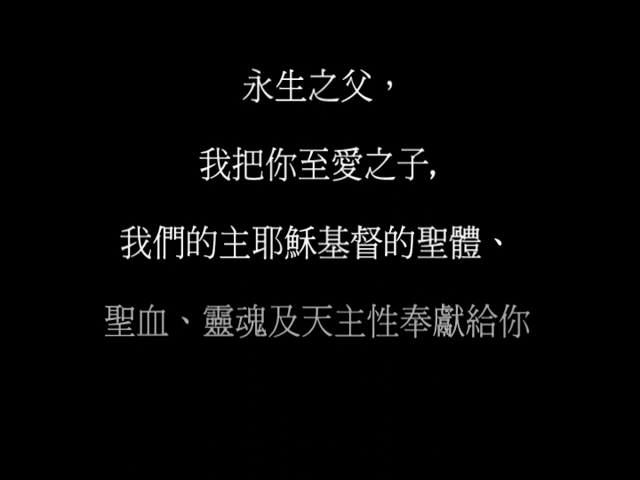 永生之父，
我把你至愛之子,
我們的主耶穌基督的聖體、
聖血、靈魂及天主性奉獻給你